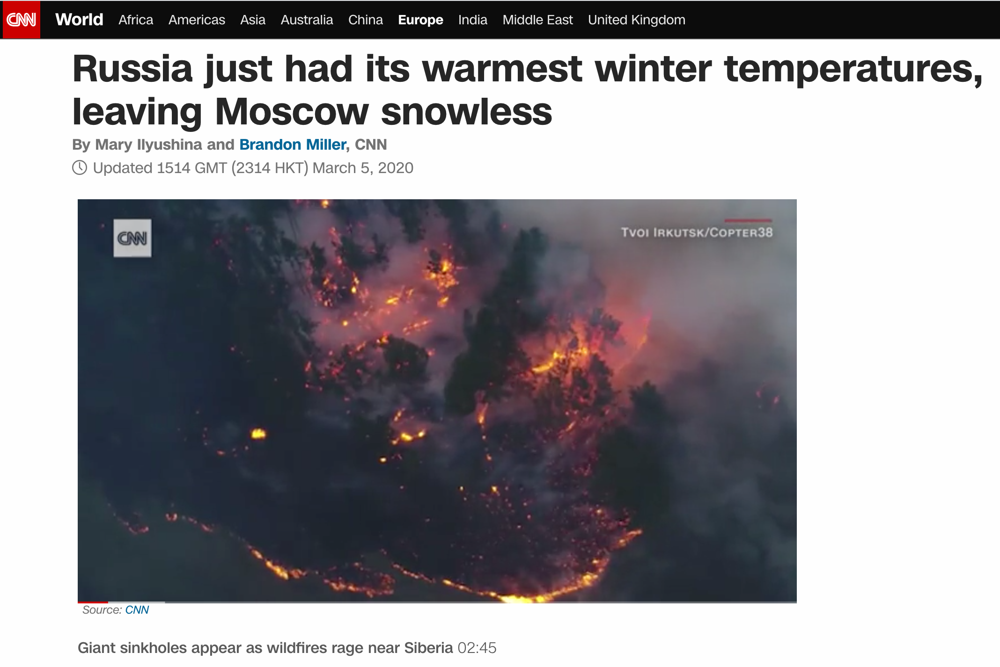 CNN World Africa Americas Asia Australia China Europe India Middle East United Kingdom
Russia just had its warmest winter temperatures,
leaving Moscow snowless
By Mary Ilyushina and Brandon Miller, CNN
Updated 1514 GMT (2314 HKT) March 5, 2020
CNN
TVOI IRKUTSK/COPTER38
Source: CNN
Giant sinkholes appear as wildfires rage near Siberia 02:45